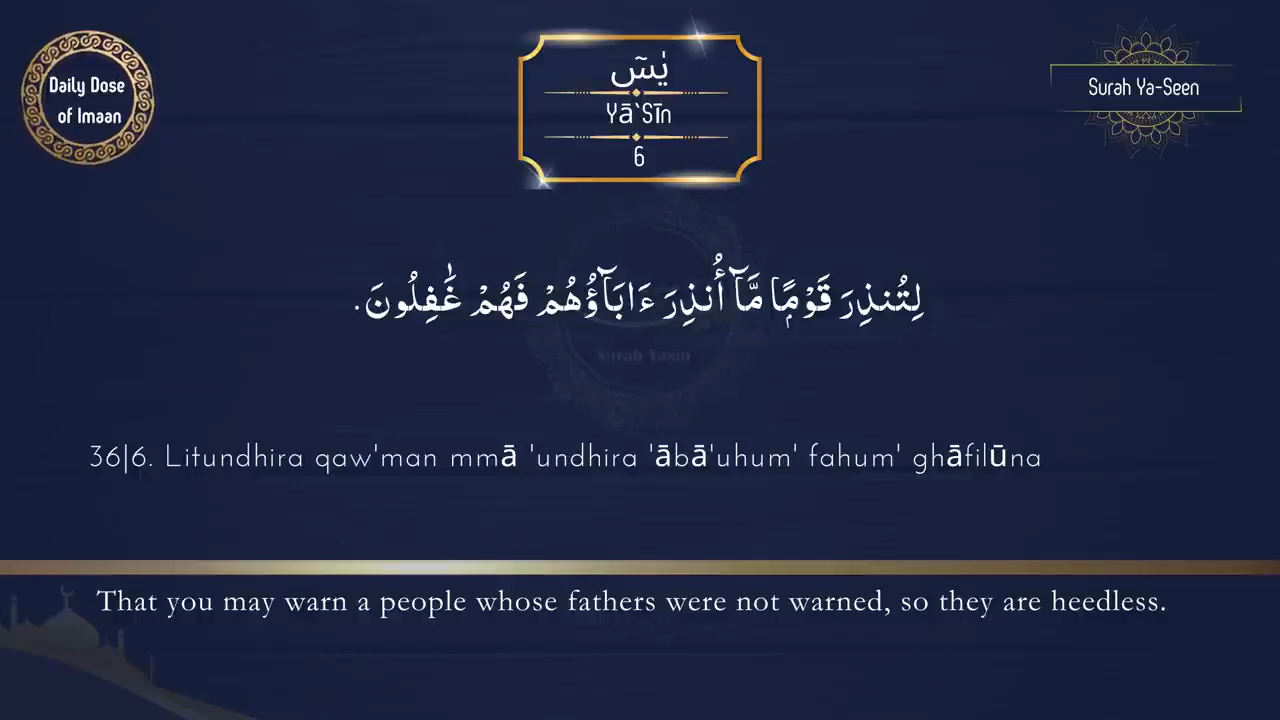 Daily Dose
of Imaan
يٰسٓ
Yā`Sīn
6
Surah Ya-Seen
لِتُنذِرَ قَوْمًۭا مَّآ أُنذِرَ ءَابَآؤُهُمْ فَهُمْ غَٰفِلُونَ.
Surah Yasin
36|6. Litundhira qaw'man mmā 'undhira 'ābā'uhum' fahum' ghāfilūna
That you may warn a people whose fathers were not warned, so they are heedless.